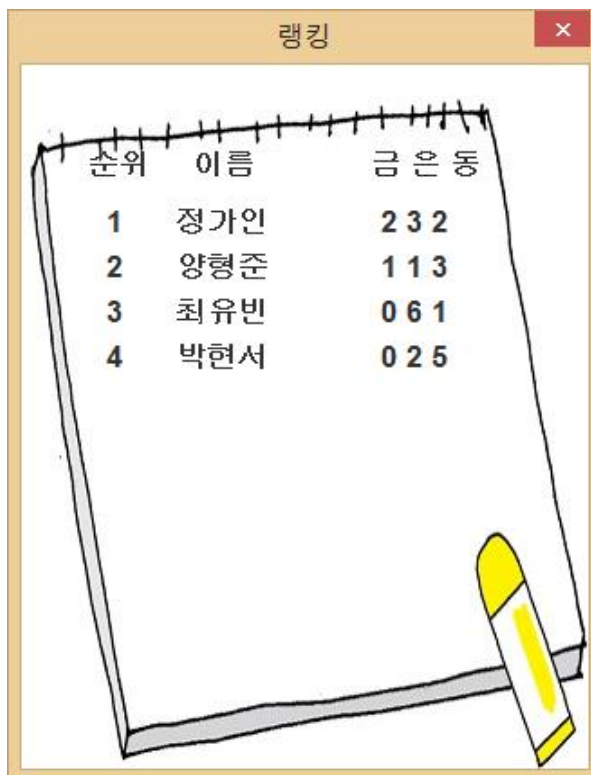 랭킹
순위 이름 금 은 동
1 정가인 2 3 2
2 양형준 1 1 3
3 최유빈 0 6 1
4 박현서 0 2 5